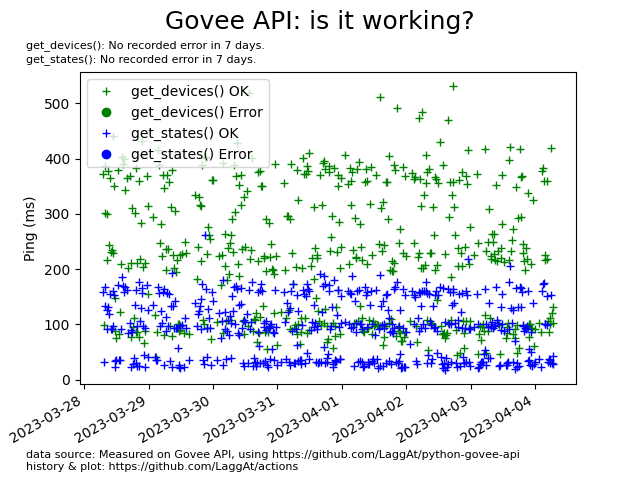 Govee API: is it working?
get_devices(): No recorded error in 7 days.
get_states(): No recorded error in 7 days.
get_devices() OK
get_devices() Error
get_states() OK
get_states() Error
Ping (ms)
500
400
300
200
100
0
2023-03-28
2023-03-29
2023-03-30
2023-03-31
2023-04-01
2023-04-02
2023-04-03
2023-04-04
data source: Measured on Govee API, using https://github.com/LaggAt/python-govee-api
history & plot: https://github.com/LaggAt/actions